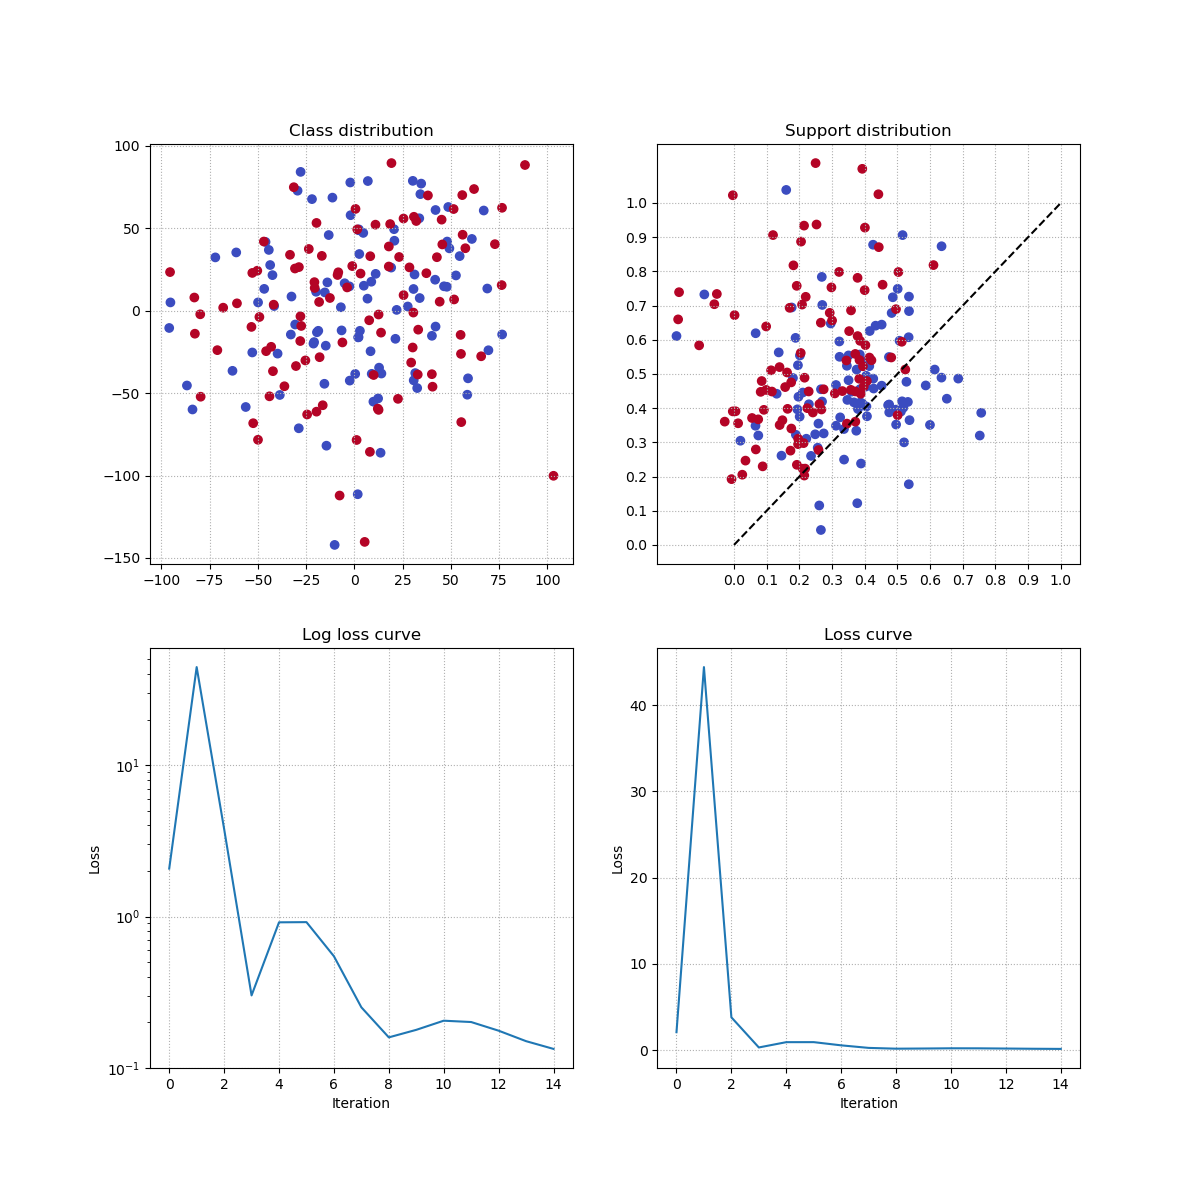 Class distribution
100
50
0
−50
−100
−150
−100 −75 −50 −25 0 25 50 75 100
Support distribution
1.0
0.9
0.8
0.7
0.6
0.5
0.4
0.3
0.2
0.1
0.0
0.0 0.1 0.2 0.3 0.4 0.5 0.6 0.7 0.8 0.9 1.0
Log loss curve
Loss
10¹
10⁰
10⁻¹
0 2 4 6 8 10 12 14
Iteration
Loss curve
Loss
40
30
20
10
0
0 2 4 6 8 10 12 14
Iteration